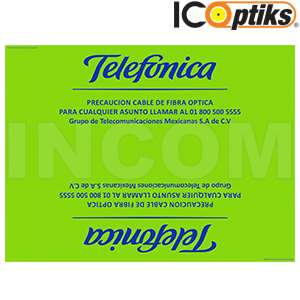 ICOptiks®
Telefónica
PRECAUCION CABLE DE FIBRA OPTICA
PARA CUALQUIER ASUNTO LLAMAR AL 01 800 500 5555
Grupo de Telecomunicaciones Mexicanas S.A de C.V
INCOM
Grupo de Telecomunicaciones Mexicanas S.A de C.V
PARA CUALQUIER ASUNTO LLAMAR AL 01 800 500 5555
PRECAUCION CABLE DE FIBRA OPTICA
Telefónica